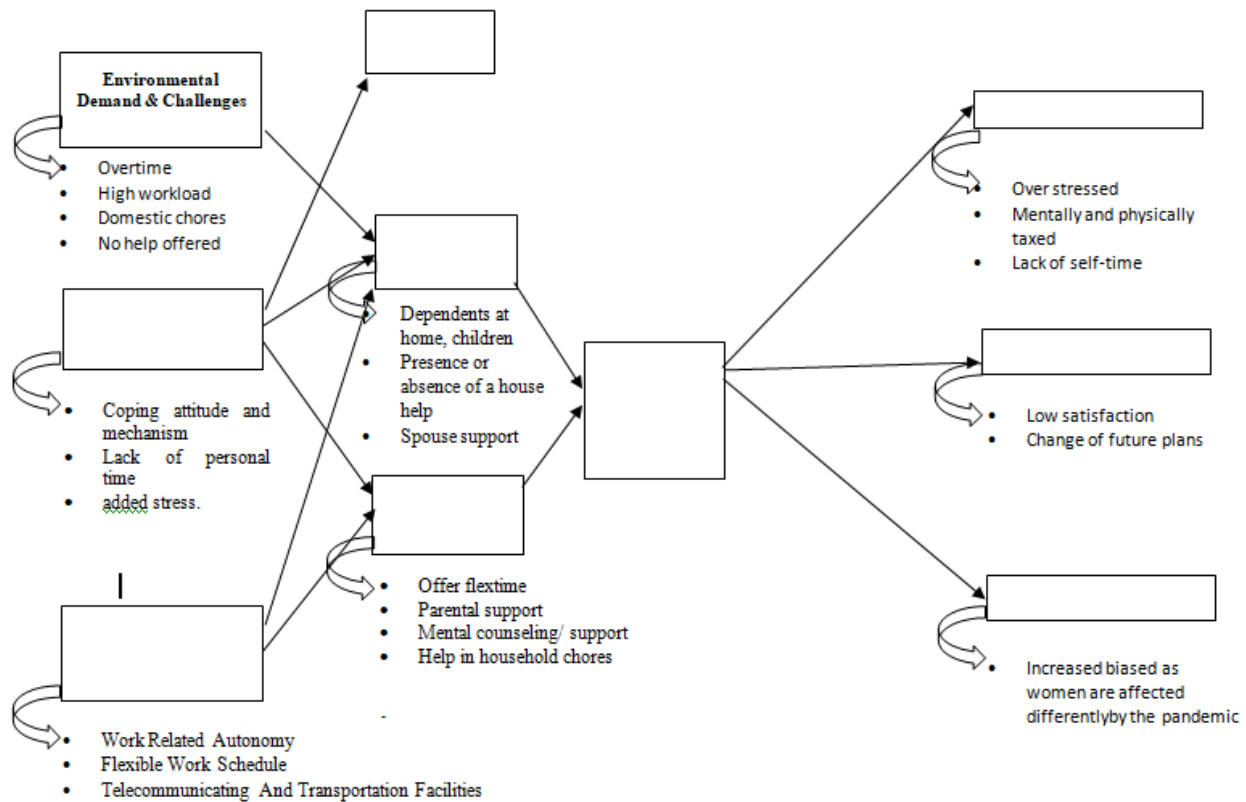 Environmental
Demand & Challenges
• Overtime
• High workload
• Domestic chores
• No help offered
• Coping attitude and
mechanism
• Lack of personal
time
• added stress.
• Work Related Autonomy
• Flexible Work Schedule
• Telecommunicating And Transportation Facilities
• Dependents at
home, children
• Presence or
absence of a house
help
• Spouse support
• Offer flextime
• Parental support
• Mental counseling/ support
• Help in household chores
-
• Over stressed
• Mentally and physically
taxed
• Lack of self-time
• Low satisfaction
• Change of future plans
• Increased biased as
women are affected
differentlyby the pandemic